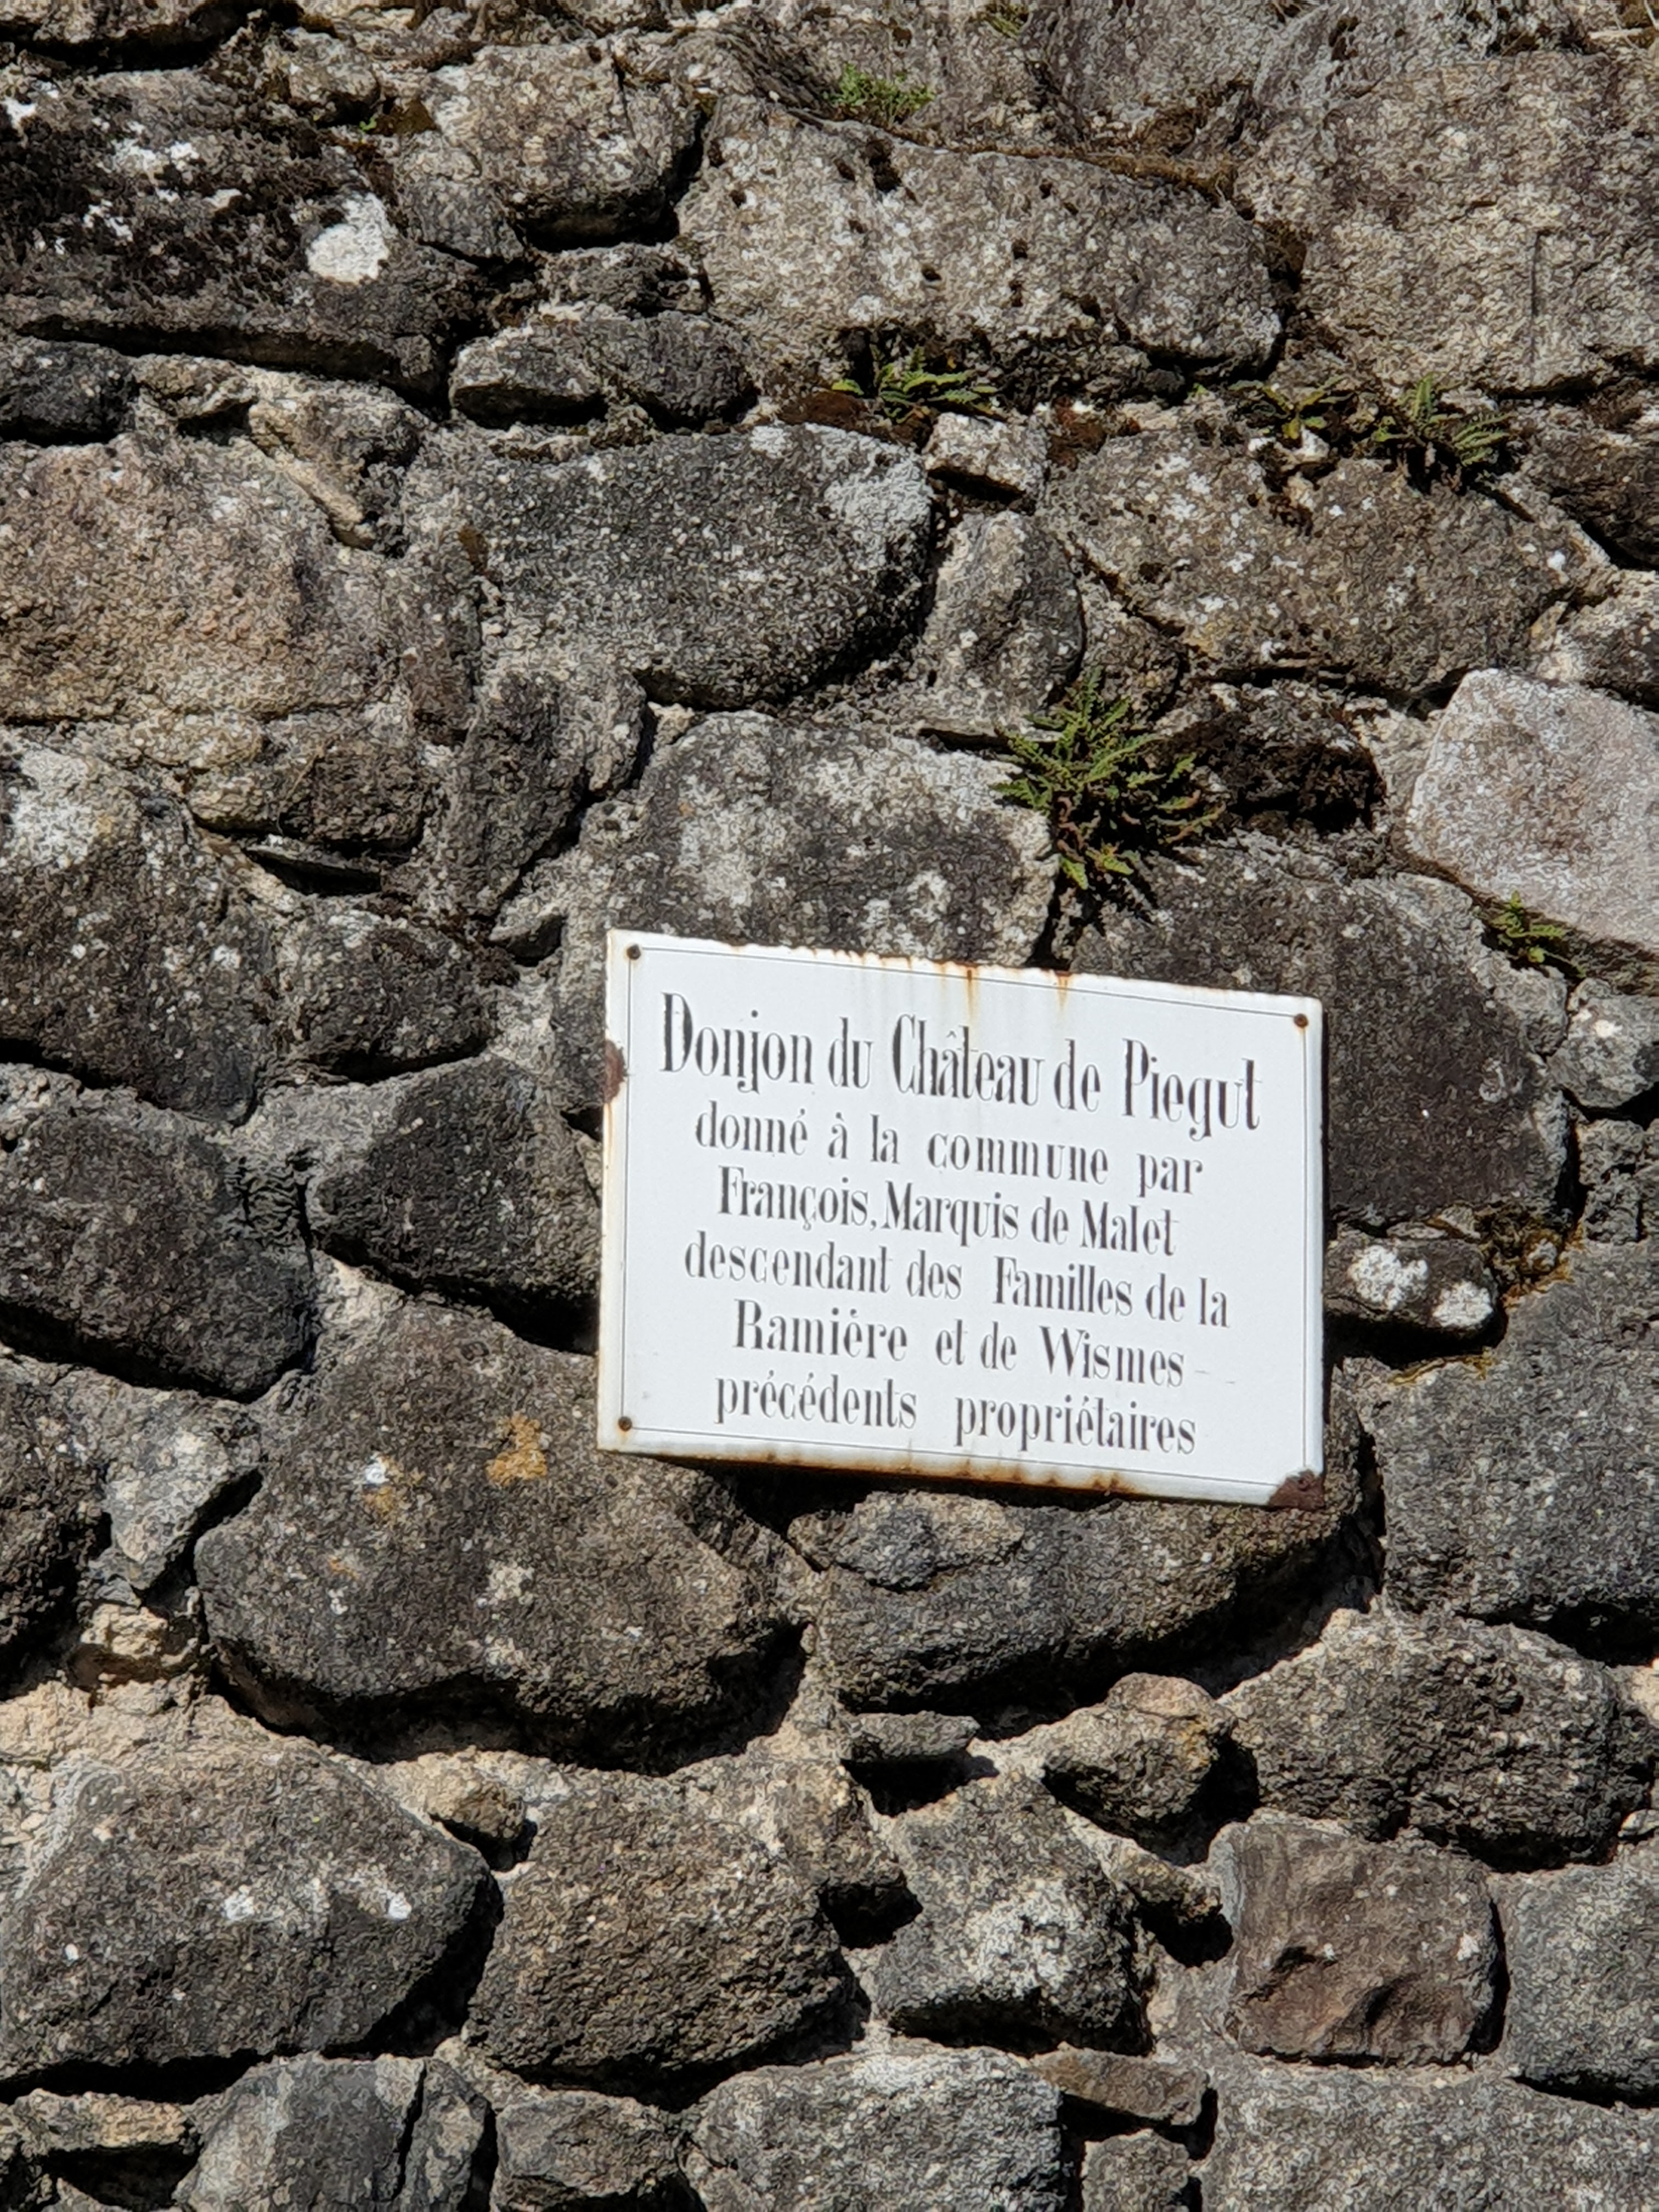 Donjon du Château de Piegut
donné à la commune par
François, Marquis de Malet
descendant des Familles de la
Ramiére et de Wismes
précédents propriétaires